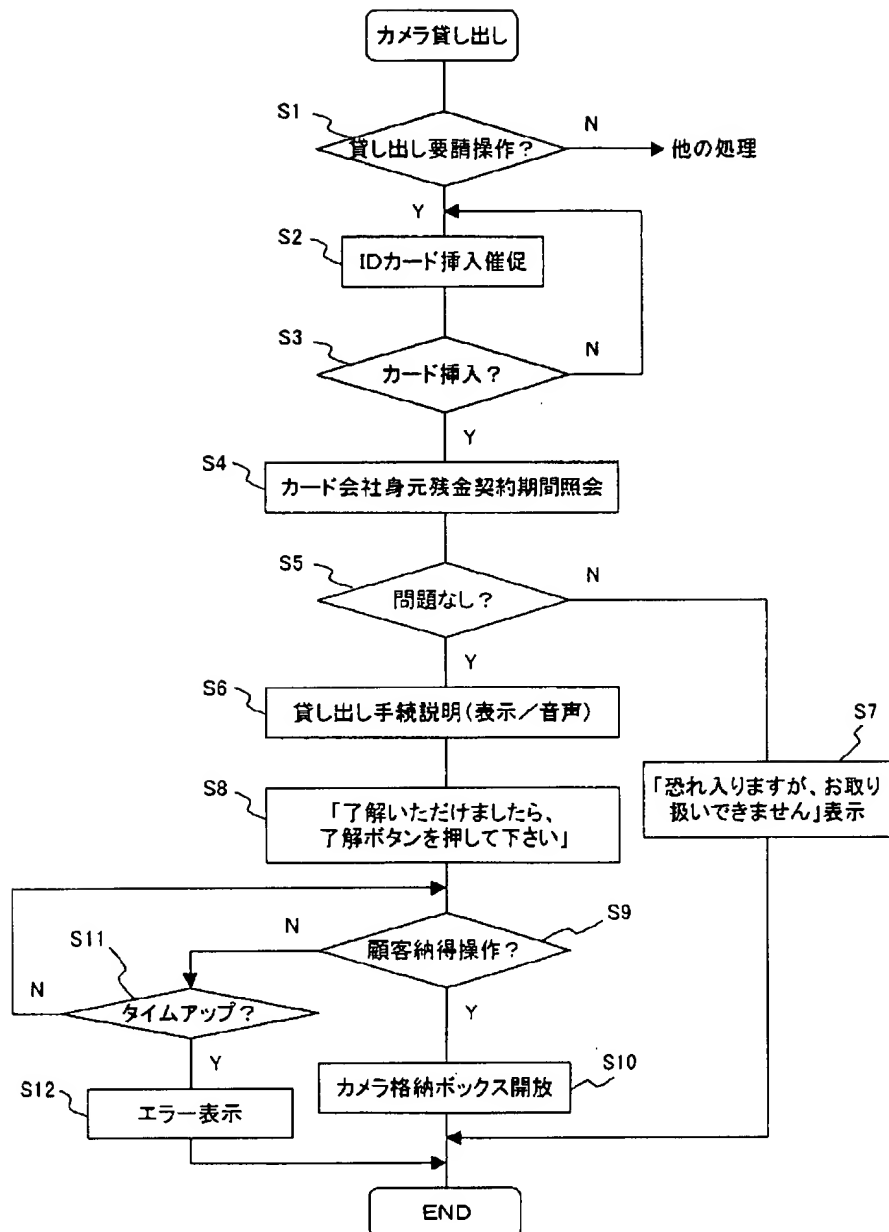 カメラ貸し出し
S1
貸し出し要請操作?
N
他の処理
Y
S2
IDカード挿入催促
S3
カード挿入?
N
Y
S4
カード会社身元残金契約期間照会
S5
問題なし?
N
Y
S6
貸し出し手続説明(表示/音声)
S7
「恐れ入りますが、お取り
扱いできません」表示
S8
「了解いただけましたら、
了解ボタンを押して下さい」
S9
顧客納得操作?
N
S11
タイムアップ?
N
Y
Y
S10
カメラ格納ボックス開放
S12
エラー表示
END